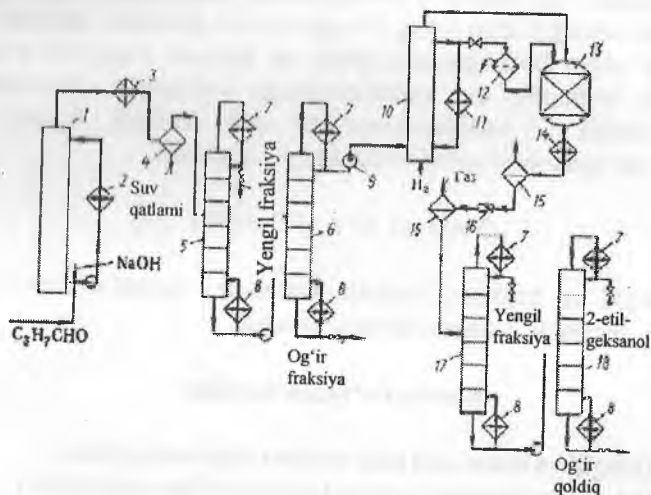 1
3
2
4
Suv
qatlami
NaOH
C₃H₇CHO
7
5
8
Yengil fraksiya
7
6
8
Og‘ir
fraksiya
9
10
11
12
13
14
H₂
Газ
15
16
15
7
17
Yengil
fraksiya
8
7
2-etil-
geksanol
18
8
Og‘ir
qoldiq